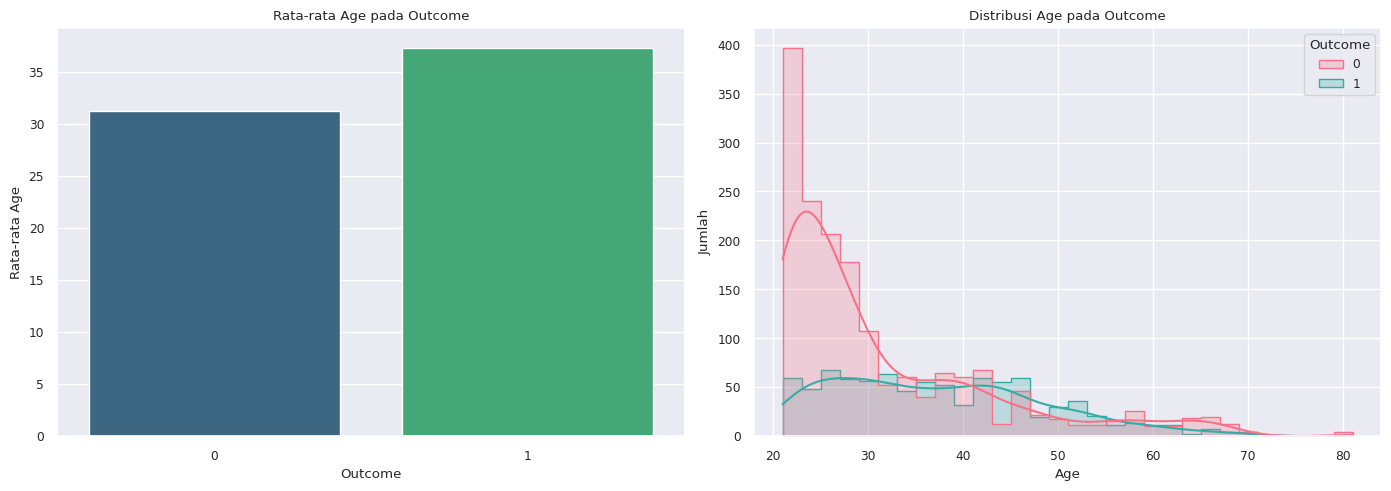 Rata-rata Age pada Outcome
Rata-rata Age
35
30
25
20
15
10
5
0
0 1
Outcome
Distribusi Age pada Outcome
Jumlah
400
350
300
250
200
150
100
50
0
20 30 40 50 60 70 80
Age
Outcome
0
1